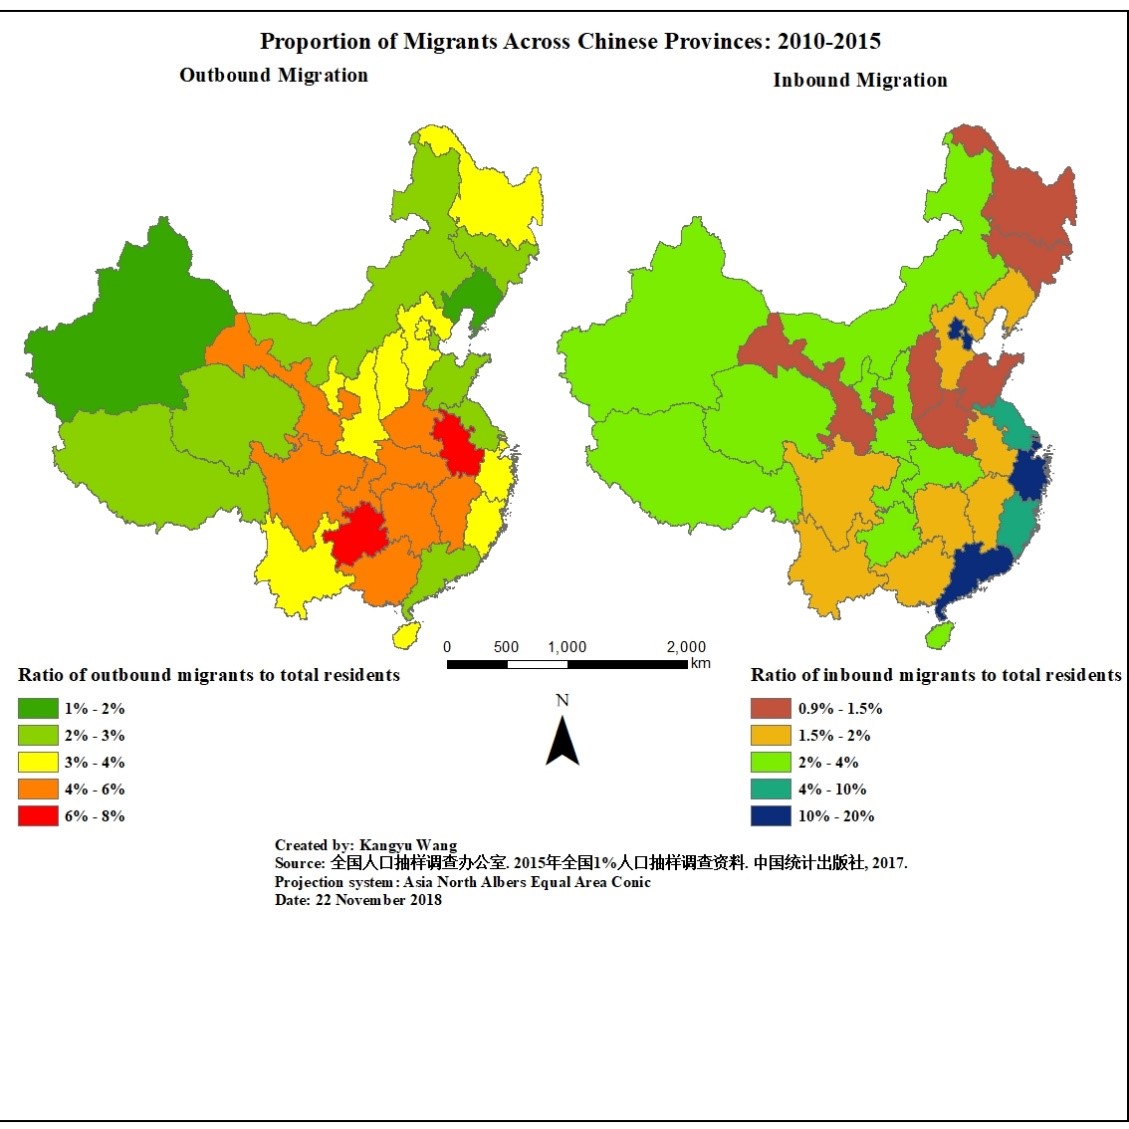 Proportion of Migrants Across Chinese Provinces: 2010-2015
Outbound Migration
Inbound Migration
0 500 1,000 2,000
km
N
Ratio of outbound migrants to total residents
1% - 2%
2% - 3%
3% - 4%
4% - 6%
6% - 8%
Ratio of inbound migrants to total residents
0.9% - 1.5%
1.5% - 2%
2% - 4%
4% - 10%
10% - 20%
Created by: Kangyu Wang
Source: 全国人口抽样调查办公室. 2015年全国1%人口抽样调查资料. 中国统计出版社, 2017.
Projection system: Asia North Albers Equal Area Conic
Date: 22 November 2018